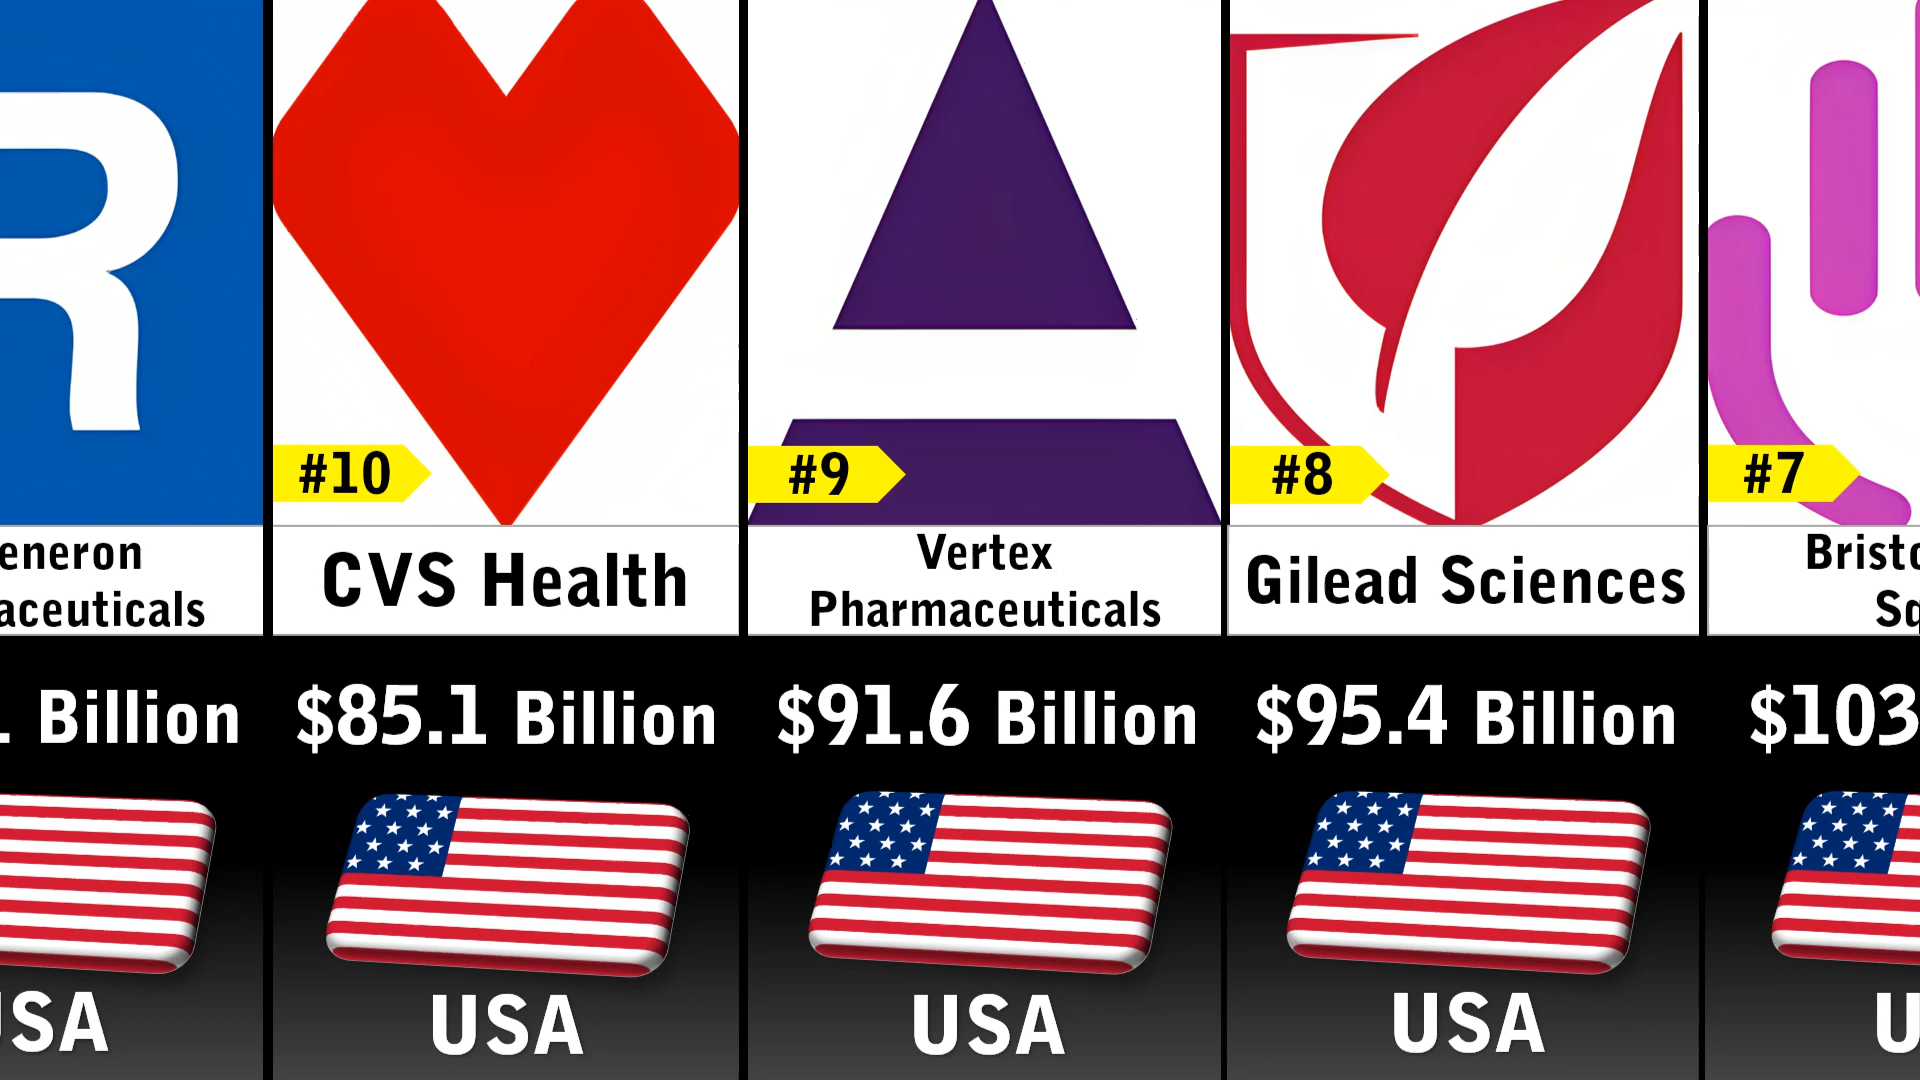 R
eneron
aceuticals
Billion
USA
#10
CVS Health
$85.1 Billion
USA
#9
Vertex
Pharmaceuticals
$91.6 Billion
USA
#8
Gilead Sciences
$95.4 Billion
USA
#7
Bristo
Sq
$103
U